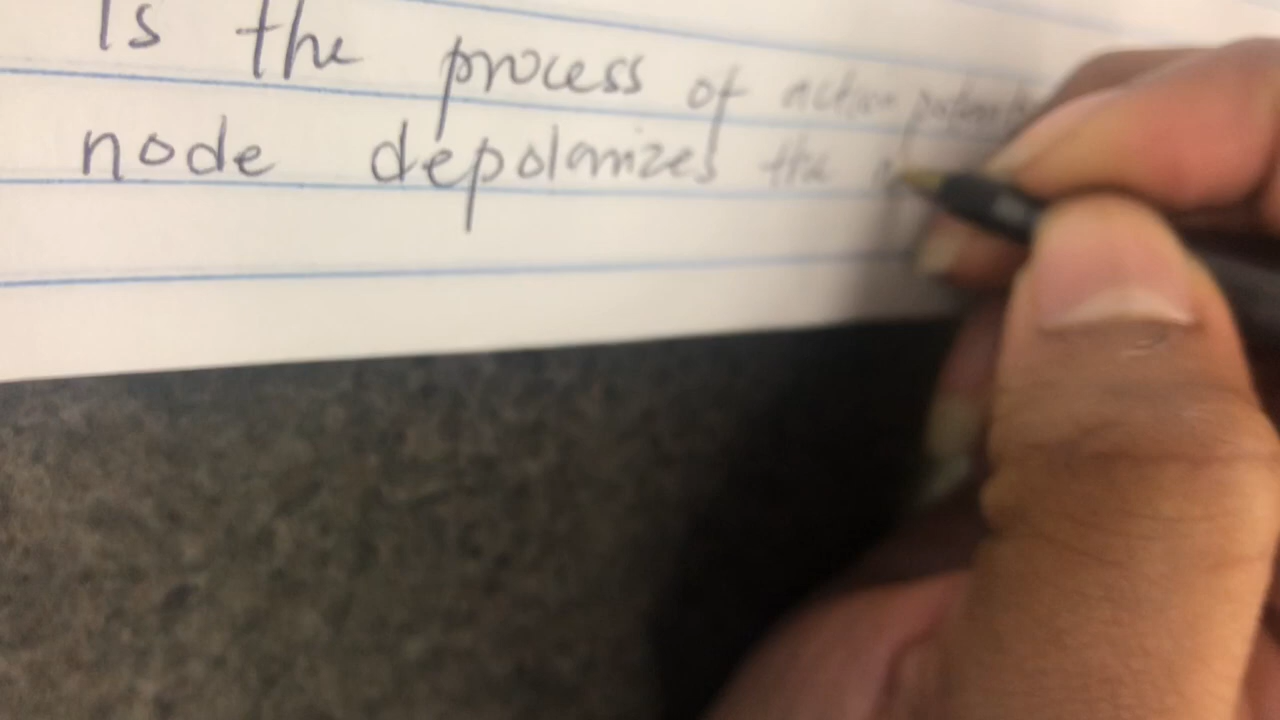 Is the process of action
node depolarizes the